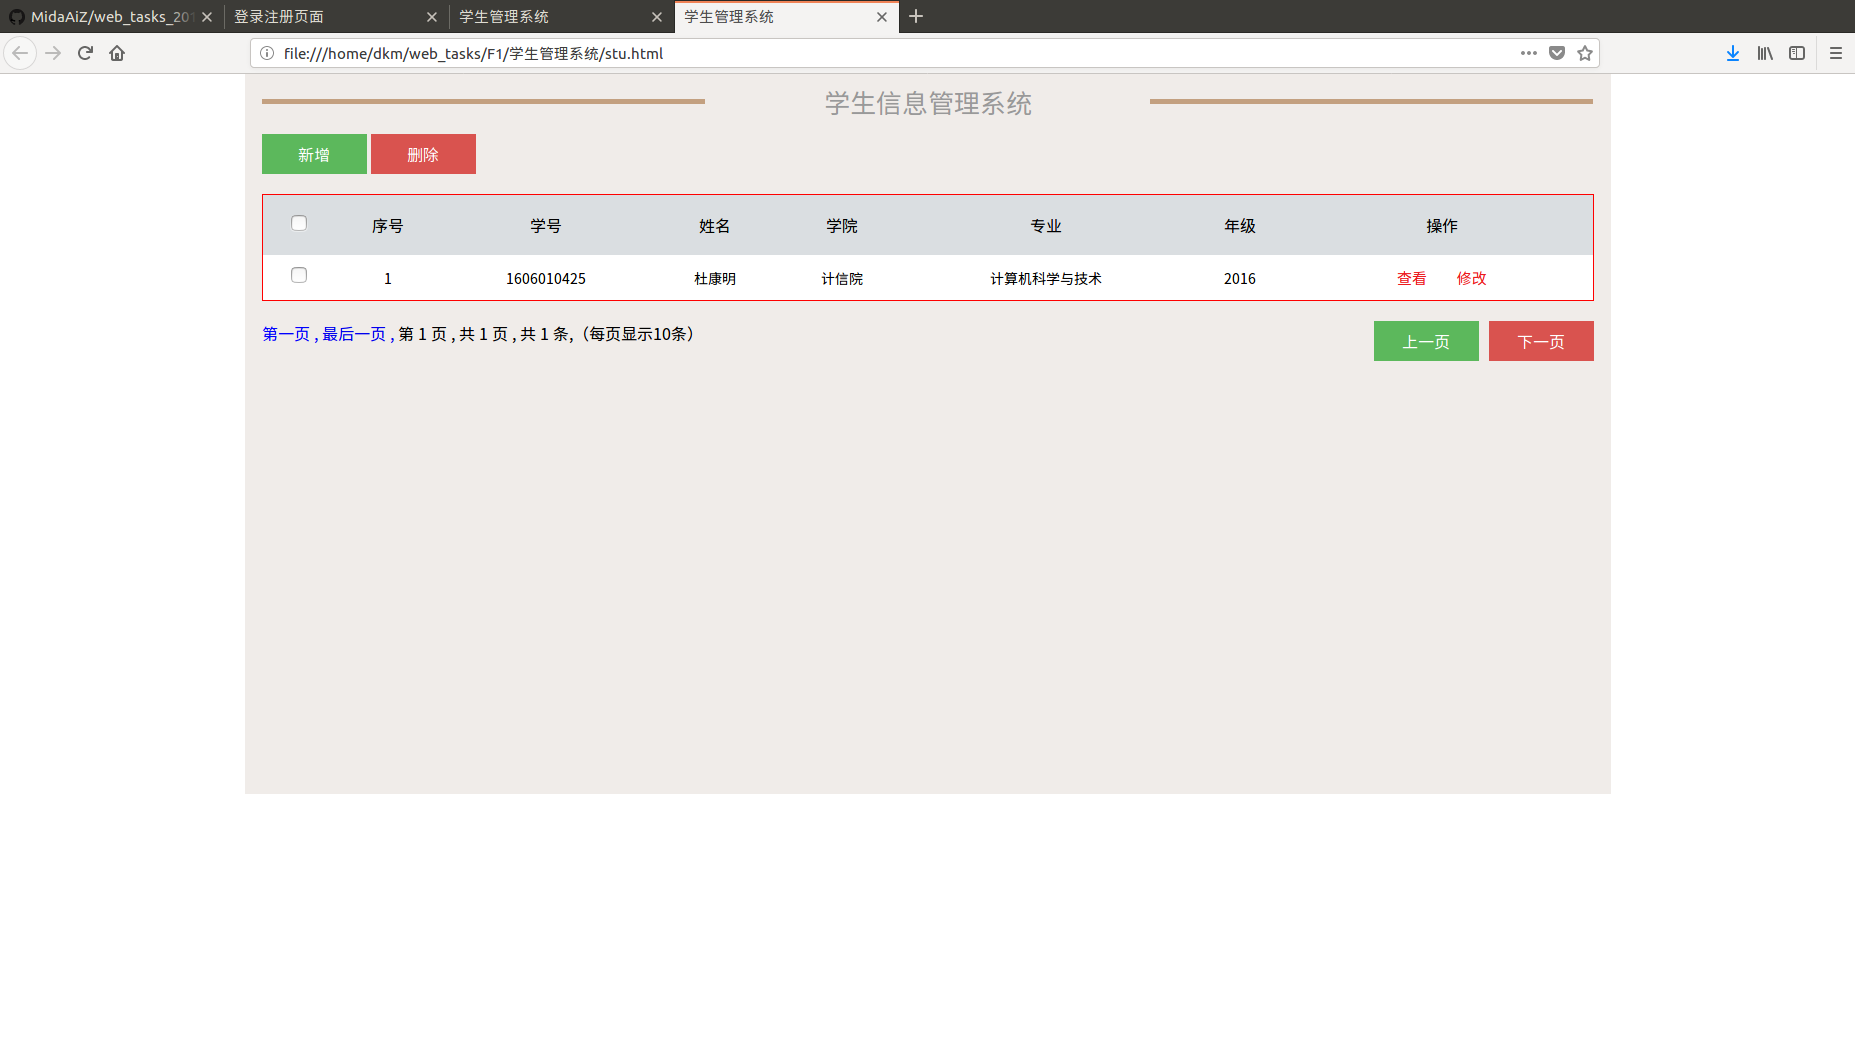 MidaAiZ/web_tasks_201
登录注册页面
学生管理系统
学生管理系统
file:///home/dkm/web_tasks/F1/学生管理系统/stu.html
学生信息管理系统
新增 删除
序号 学号 姓名 学院 专业 年级 操作
1 1606010425 杜康明 计信院 计算机科学与技术 2016 查看 修改
第一页 , 最后一页 , 第 1 页 , 共 1 页 , 共 1 条,（每页显示10条）
上一页 下一页